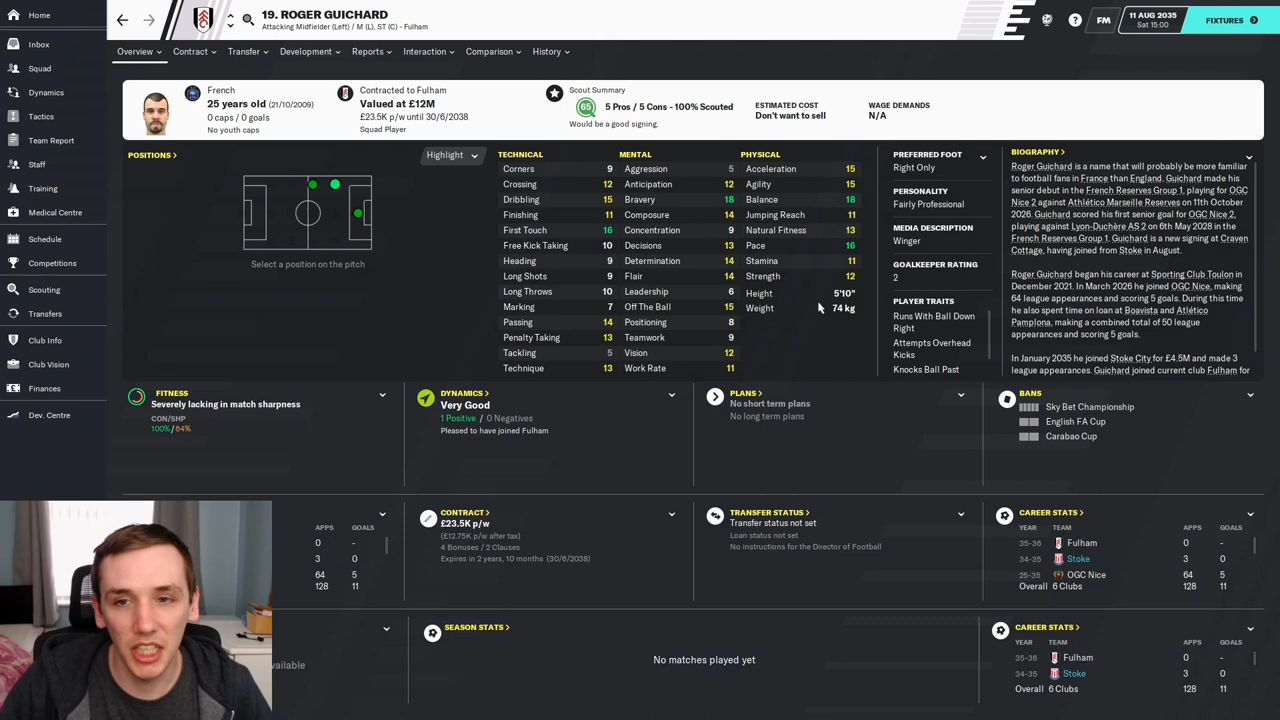 Home
Inbox
Squad
Dynamics
Tactics
Team Report
Staff
Training
Medical Centre
Schedule
Competitions
Scouting
Transfers
Club Info
Club Vision
Finances
Dev. Centre
19. ROGER GUICHARD
Attacking Midfielder (Left) / M (L), ST (C) - Fulham
FM
11 AUG 2035
Sat 15:00
FIXTURES
Overview
Contract
Transfer
Development
Reports
Interaction
Comparison
History
French
25 years old (21/10/2009)
0 caps / 0 goals
No youth caps
Contracted to Fulham
Valued at £12M
£23.5K p/w until 30/6/2038
Squad Player
Scout Summary
65
5 Pros / 5 Cons - 100% Scouted
Would be a good signing.
ESTIMATED COST
Don't want to sell
WAGE DEMANDS
N/A
POSITIONS
Highlight
Select a position on the pitch
TECHNICAL
Corners 9
Crossing 12
Dribbling 15
Finishing 11
First Touch 16
Free Kick Taking 10
Heading 9
Long Shots 9
Long Throws 10
Marking 7
Passing 14
Penalty Taking 13
Tackling 5
Technique 13
MENTAL
Aggression 5
Anticipation 12
Bravery 18
Composure 14
Concentration 9
Decisions 13
Determination 14
Flair 14
Leadership 6
Off The Ball 15
Positioning 8
Teamwork 9
Vision 12
Work Rate 11
PHYSICAL
Acceleration 15
Agility 15
Balance 18
Jumping Reach 11
Natural Fitness 13
Pace 16
Stamina 11
Strength 12
Height 5'10"
Weight 74 kg
PREFERRED FOOT
Right Only
PERSONALITY
Fairly Professional
MEDIA DESCRIPTION
Winger
GOALKEEPER RATING
2
PLAYER TRAITS
Runs With Ball Down
Right
Attempts Overhead
Kicks
Knocks Ball Past
BIOGRAPHY
Roger Guichard is a name that will probably be more familiar
to football fans in France than England. Guichard made his
senior debut in the French Reserves Group 1, playing for OGC
Nice 2 against Athlético Marseille Reserves on 11th October
2026. Guichard scored his first senior goal for OGC Nice 2,
playing against Lyon-Duchère AS 2 on 6th May 2028 in the
French Reserves Group 1. Guichard is a new signing at Craven
Cottage, having joined from Stoke in August.
Roger Guichard began his career at Sporting Club Toulon in
December. In March 2026 he joined OGC Nice, making
64 league appearances and scoring 5 goals. During this time
he also spent time on loan at Boavista and Atlético
Pamplona, making a combined total of 50 league
appearances and scoring 5 goals.
In January 2035 he joined Stoke City for £4.5M and made 3
league appearances. Guichard joined current club Fulham for
FITNESS
Severely lacking in match sharpness
CON/SHP
100%/64%
DYNAMICS
Very Good
1 Positive / 0 Negatives
Pleased to have joined Fulham
PLANS
No short term plans
No long term plans
BANS
Sky Bet Championship
English FA Cup
Carabao Cup
APPS GOALS
0 -
3 0
64 5
128 11
CONTRACT
£23.5K p/w
(£12.75K p/w after tax)
4 Bonuses / 2 Clauses
Expires in 2 years, 10 months (30/6/2038)
TRANSFER STATUS
Transfer status not set
Loan status not set
No instructions for the Director of Football
CAREER STATS
YEAR TEAM APPS GOALS
35-36 Fulham 0 -
34-35 Stoke 3 0
25-35 OGC Nice 64 5
Overall 6 Clubs 128 11
available
SEASON STATS
No matches played yet
CAREER STATS
YEAR TEAM APPS GOALS
35-36 Fulham 0 -
34-35 Stoke 3 0
Overall 6 Clubs 128 11